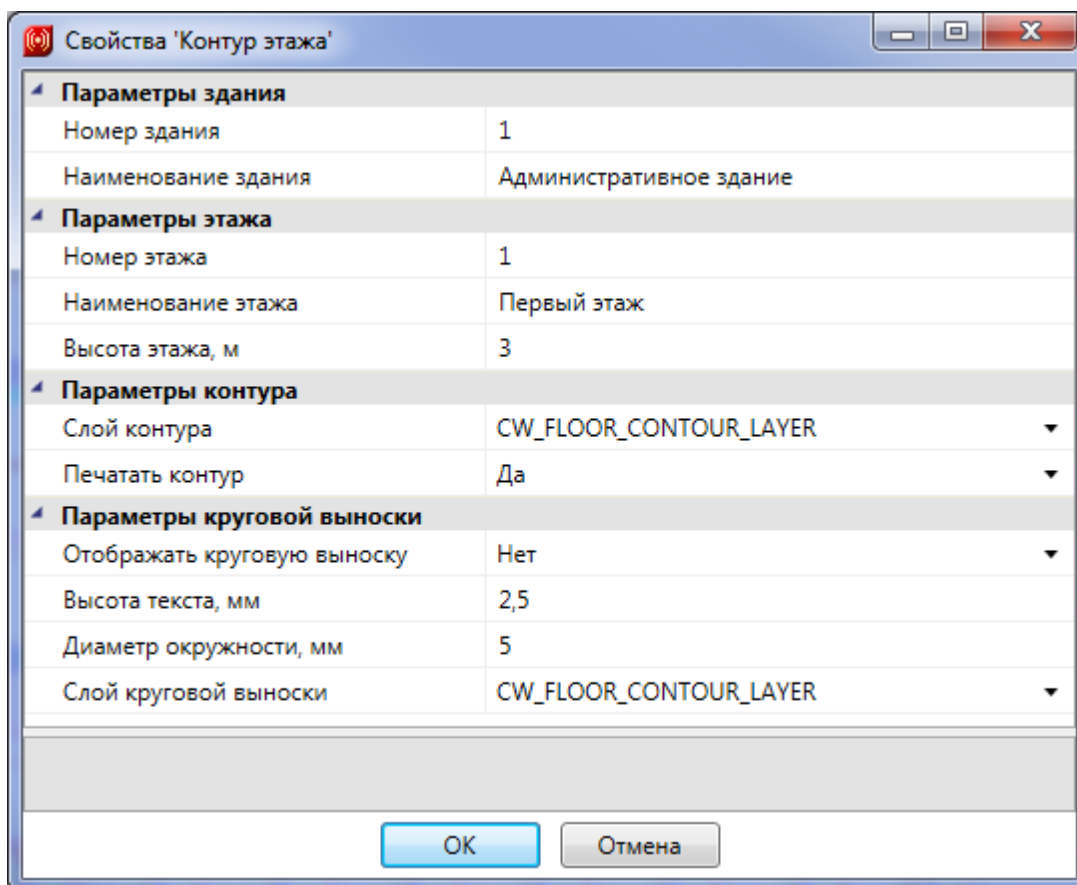 Свойства 'Контур этажа'
Параметры здания
Номер здания 1
Наименование здания Административное здание
Параметры этажа
Номер этажа 1
Наименование этажа Первый этаж
Высота этажа, м 3
Параметры контура
Слой контура CW_FLOOR_CONTOUR_LAYER
Печатать контур Да
Параметры круговой выноски
Отображать круговую выноску Нет
Высота текста, мм 2,5
Диаметр окружности, мм 5
Слой круговой выноски CW_FLOOR_CONTOUR_LAYER
OK Отмена